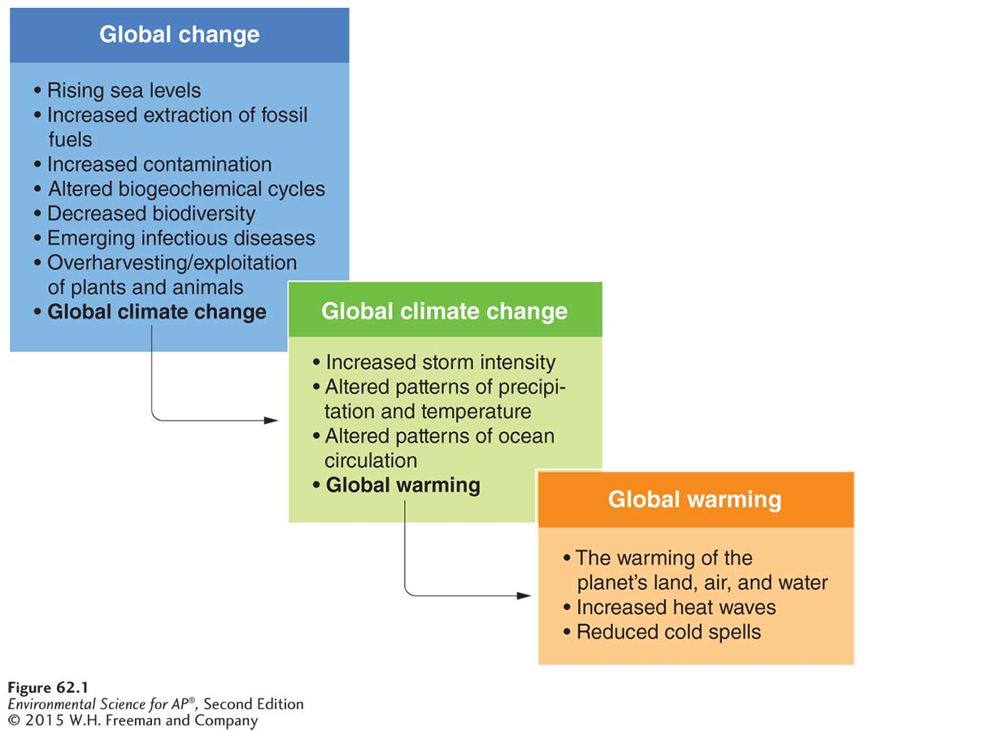 Global change
• Rising sea levels
• Increased extraction of fossil
fuels
• Increased contamination
• Altered biogeochemical cycles
• Decreased biodiversity
• Emerging infectious diseases
• Overharvesting/exploitation
of plants and animals
• Global climate change
Global climate change
• Increased storm intensity
• Altered patterns of precipi-
tation and temperature
• Altered patterns of ocean
circulation
• Global warming
Global warming
• The warming of the
planet’s land, air, and water
• Increased heat waves
• Reduced cold spells
Figure 62.1
Environmental Science for AP®, Second Edition
© 2015 W.H. Freeman and Company